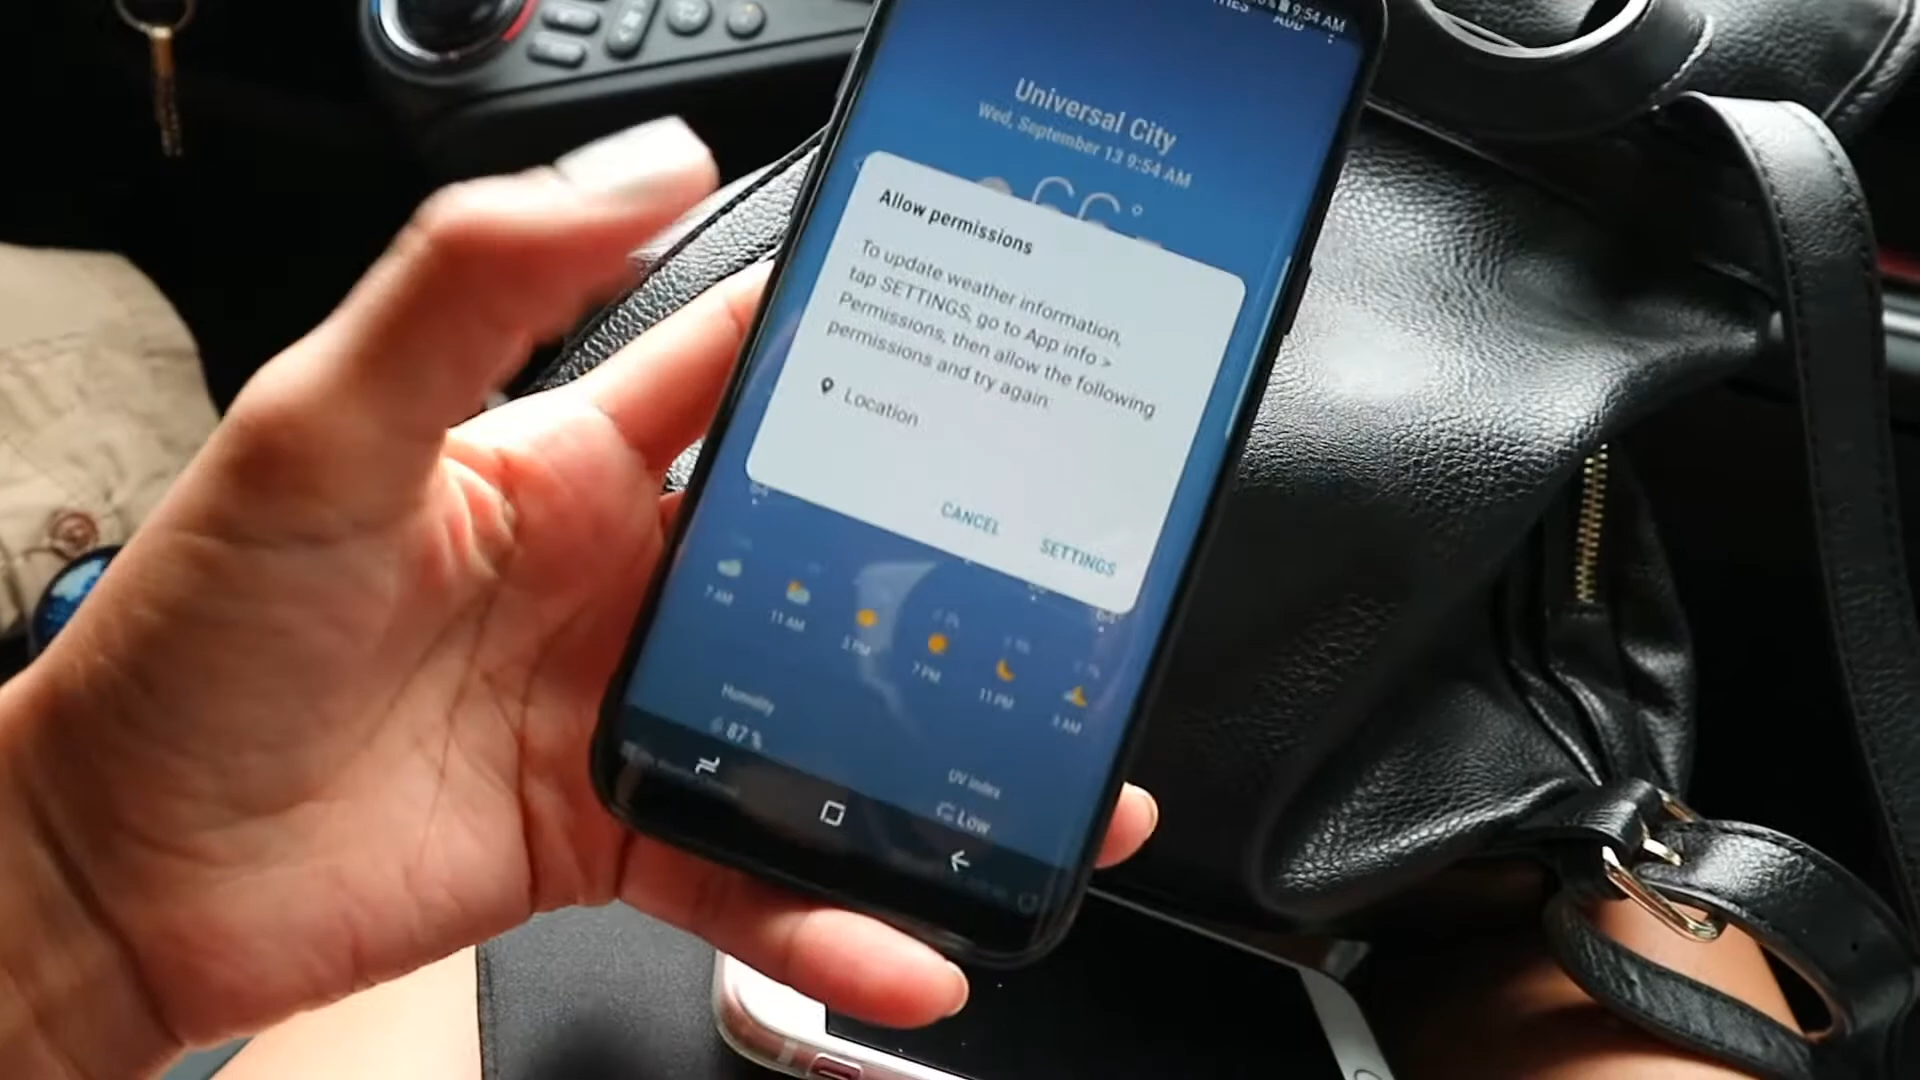 9:54 AM
ADD
Universal City
Wed, September 13 9:54 AM
66°
Allow permissions
To update weather information,
tap SETTINGS, go to App info >
Permissions, then allow the following
permissions and try again:
Location
CANCEL
SETTINGS
64°
7 AM
11 AM
3 PM
7 PM
11 PM
3 AM
Humidity
87 %
UV index
Low